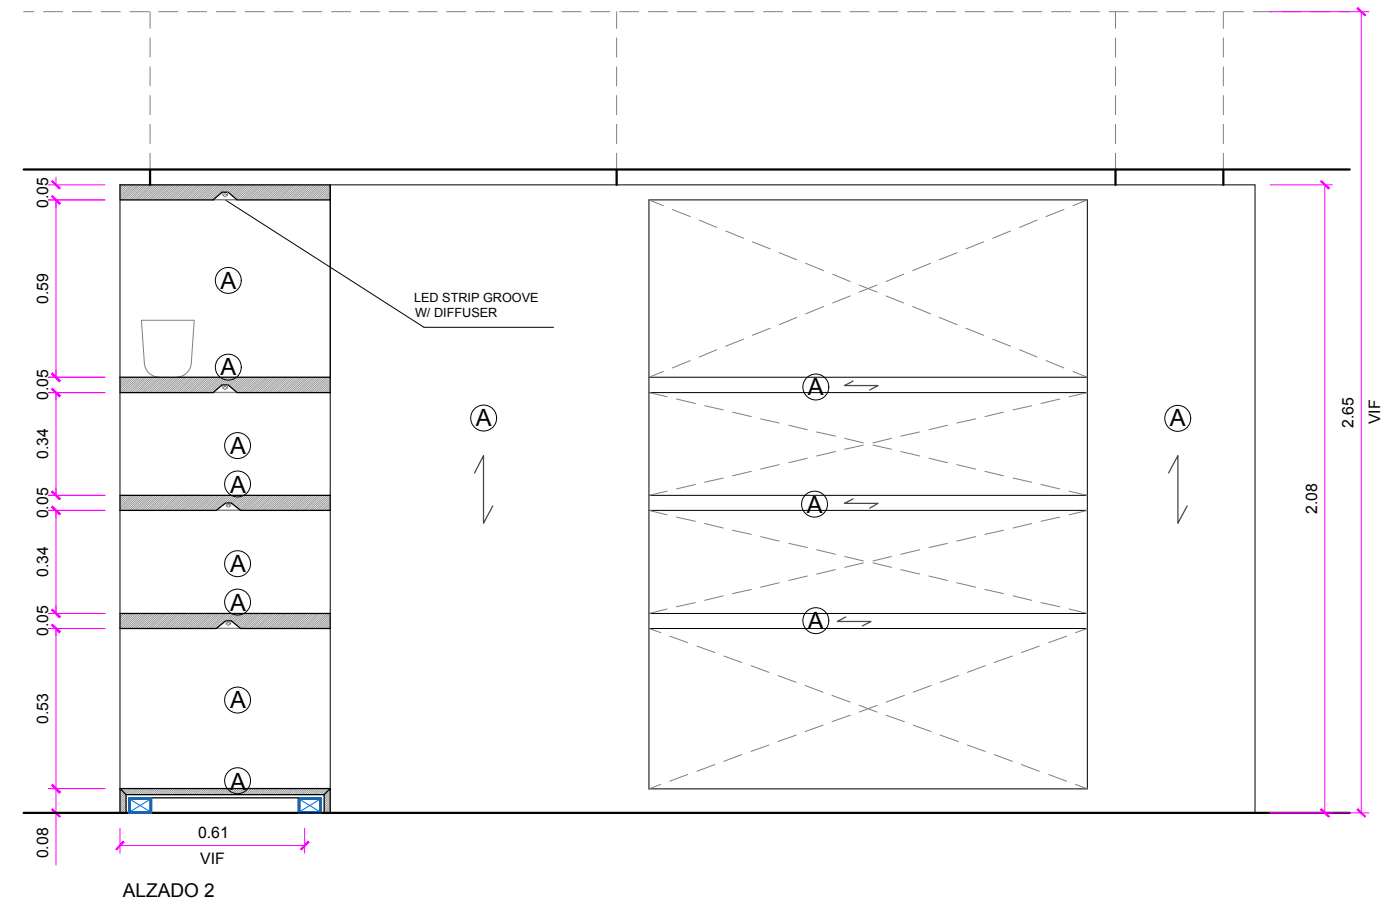 0.05
0.59
A
LED STRIP GROOVE
W/ DIFFUSER
A
0.05
A
A
A
2.65
VIF
0.34
A
A
2.08
0.05
A
A
0.34
A
A
A
0.05
0.53
A
A
0.08
0.61
VIF
ALZADO 2